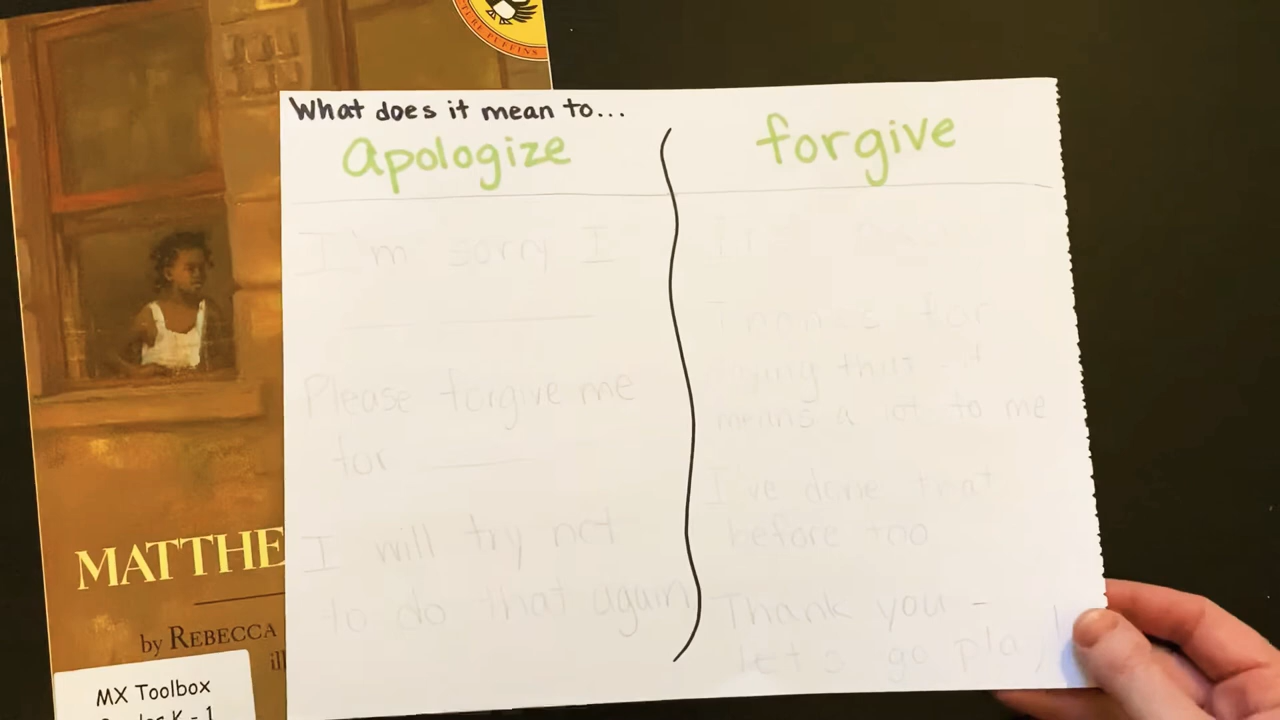 What does it mean to...
apologize
forgive
I'm sorry I
Please forgive me
for
I will try not
to do that again
for
that - it
means a lot to me
I've done that
before too
Thank you -
let's go play
MATTHE
by REBECCA
ill
MX Toolbox
K - 1